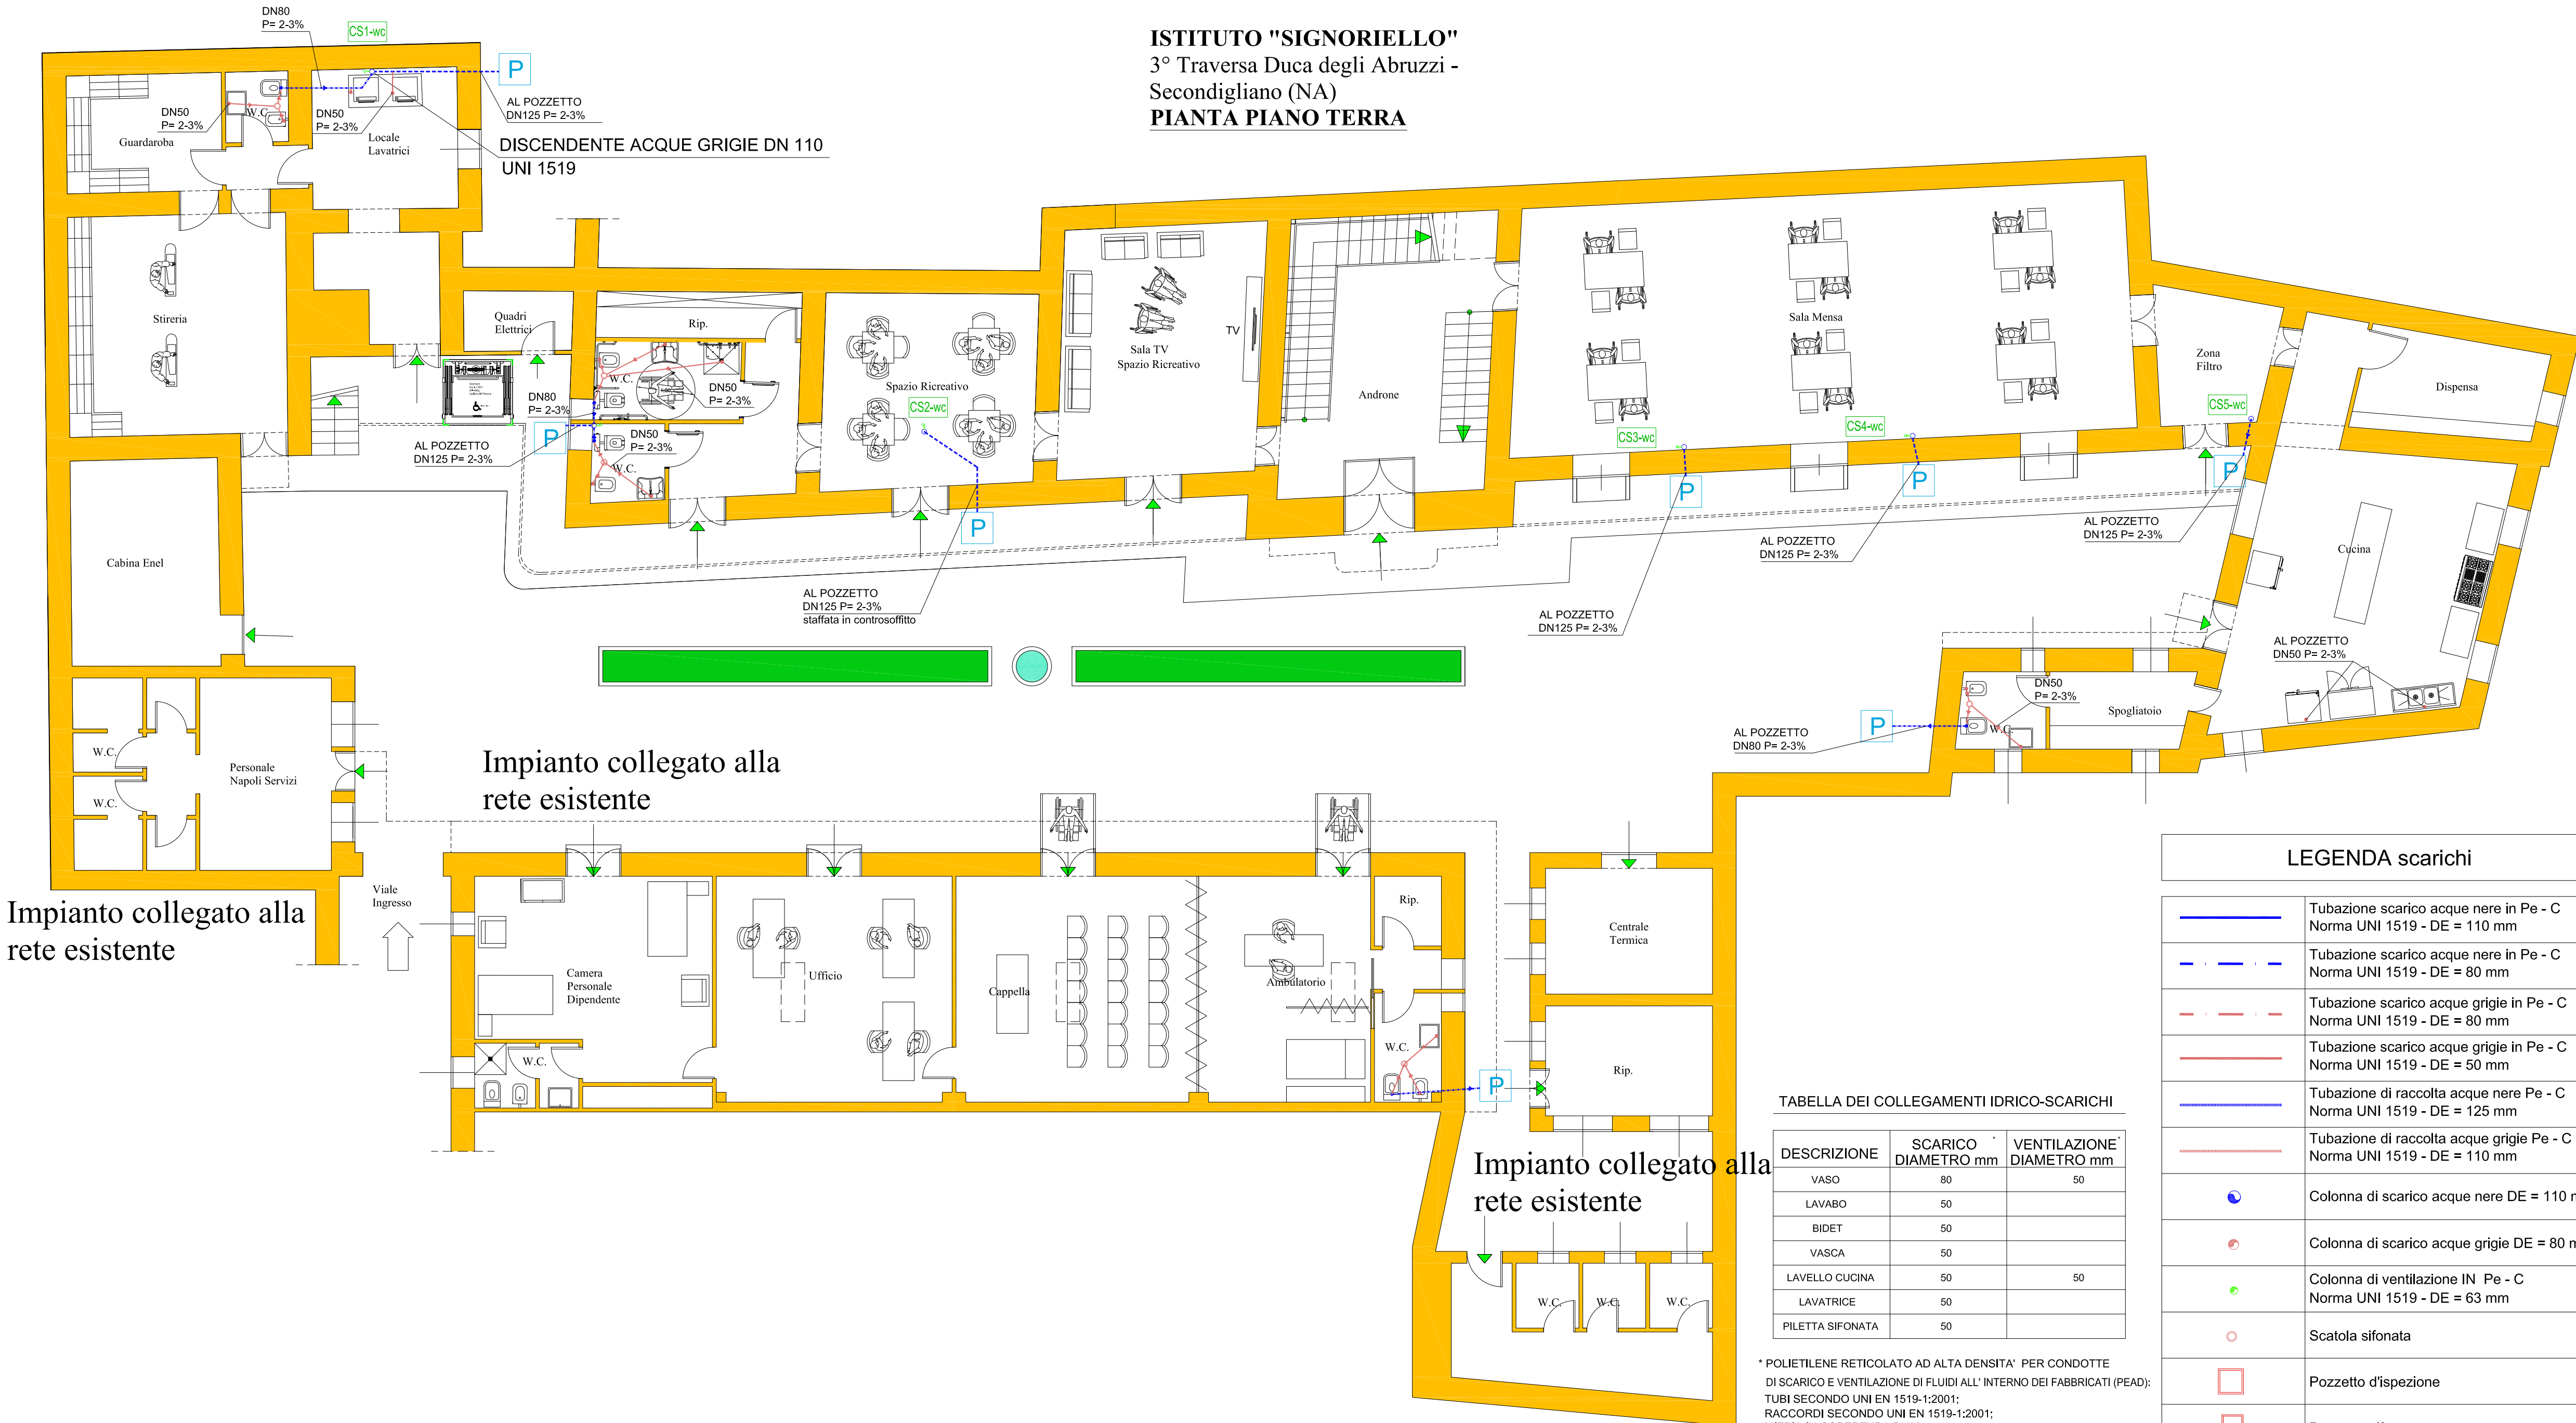 DN80
P= 2-3%
CS1-wc
P
AL POZZETTO
DN125 P= 2-3%
DISCENDENTE ACQUE GRIGIE DN 110
UNI 1519
DN50
P= 2-3%
W.C.
DN50
P= 2-3%
Guardaroba
Locale
Lavatrici
ISTITUTO "SIGNORIELLO"
3° Traversa Duca degli Abruzzi -
Secondigliano (NA)
PIANTA PIANO TERRA
Stireria
Quadri
Elettrici
Rip.
W.C.
DN50
P= 2-3%
DN80
P= 2-3%
P
DN50
P= 2-3%
W.C.
AL POZZETTO
DN125 P= 2-3%
Spazio Ricreativo
CS2-wc
P
AL POZZETTO
DN125 P= 2-3%
staffata in controsoffitto
Sala TV
Spazio Ricreativo
TV
Androne
Sala Mensa
CS3-wc
P
AL POZZETTO
DN125 P= 2-3%
CS4-wc
P
AL POZZETTO
DN125 P= 2-3%
Zona
Filtro
CS5-wc
P
AL POZZETTO
DN125 P= 2-3%
Dispensa
Cucina
AL POZZETTO
DN50 P= 2-3%
DN50
P= 2-3%
W.C.
Spogliatoio
P
AL POZZETTO
DN80 P= 2-3%
Cabina Enel
W.C.
W.C.
Personale
Napoli Servizi
Impianto collegato alla
rete esistente
Impianto collegato alla
rete esistente
Viale
Ingresso
Camera
Personale
Dipendente
W.C.
Ufficio
Cappella
Ambulatorio
Rip.
W.C.
P
Centrale
Termica
Rip.
Impianto collegato alla
rete esistente
W.C.
W.C.
W.C.
TABELLA DEI COLLEGAMENTI IDRICO-SCARICHI
DESCRIZIONE SCARICO DIAMETRO mm * VENTILAZIONE DIAMETRO mm *
VASO 80 50
LAVABO 50
BIDET 50
VASCA 50
LAVELLO CUCINA 50 50
LAVATRICE 50
PILETTA SIFONATA 50
* POLIETILENE RETICOLATO AD ALTA DENSITA' PER CONDOTTE
DI SCARICO E VENTILAZIONE DI FLUIDI ALL' INTERNO DEI FABBRICATI (PEAD):
TUBI SECONDO UNI EN 1519-1:2001;
RACCORDI SECONDO UNI EN 1519-1:2001;
LEGENDA scarichi
Tubazione scarico acque nere in Pe - C
Norma UNI 1519 - DE = 110 mm
Tubazione scarico acque nere in Pe - C
Norma UNI 1519 - DE = 80 mm
Tubazione scarico acque grigie in Pe - C
Norma UNI 1519 - DE = 80 mm
Tubazione scarico acque grigie in Pe - C
Norma UNI 1519 - DE = 50 mm
Tubazione di raccolta acque nere Pe - C
Norma UNI 1519 - DE = 125 mm
Tubazione di raccolta acque grigie Pe - C
Norma UNI 1519 - DE = 110 mm
Colonna di scarico acque nere DE = 110
Colonna di scarico acque grigie DE = 80
Colonna di ventilazione IN Pe - C
Norma UNI 1519 - DE = 63 mm
Scatola sifonata
Pozzetto d'ispezione